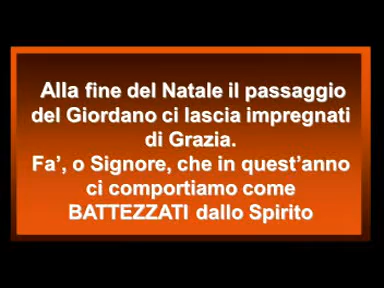 Alla fine del Natale il passaggio
del Giordano ci lascia impregnati
di Grazia.
Fa', o Signore, che in quest'anno
ci comportiamo come
BATTEZZATI dallo Spirito